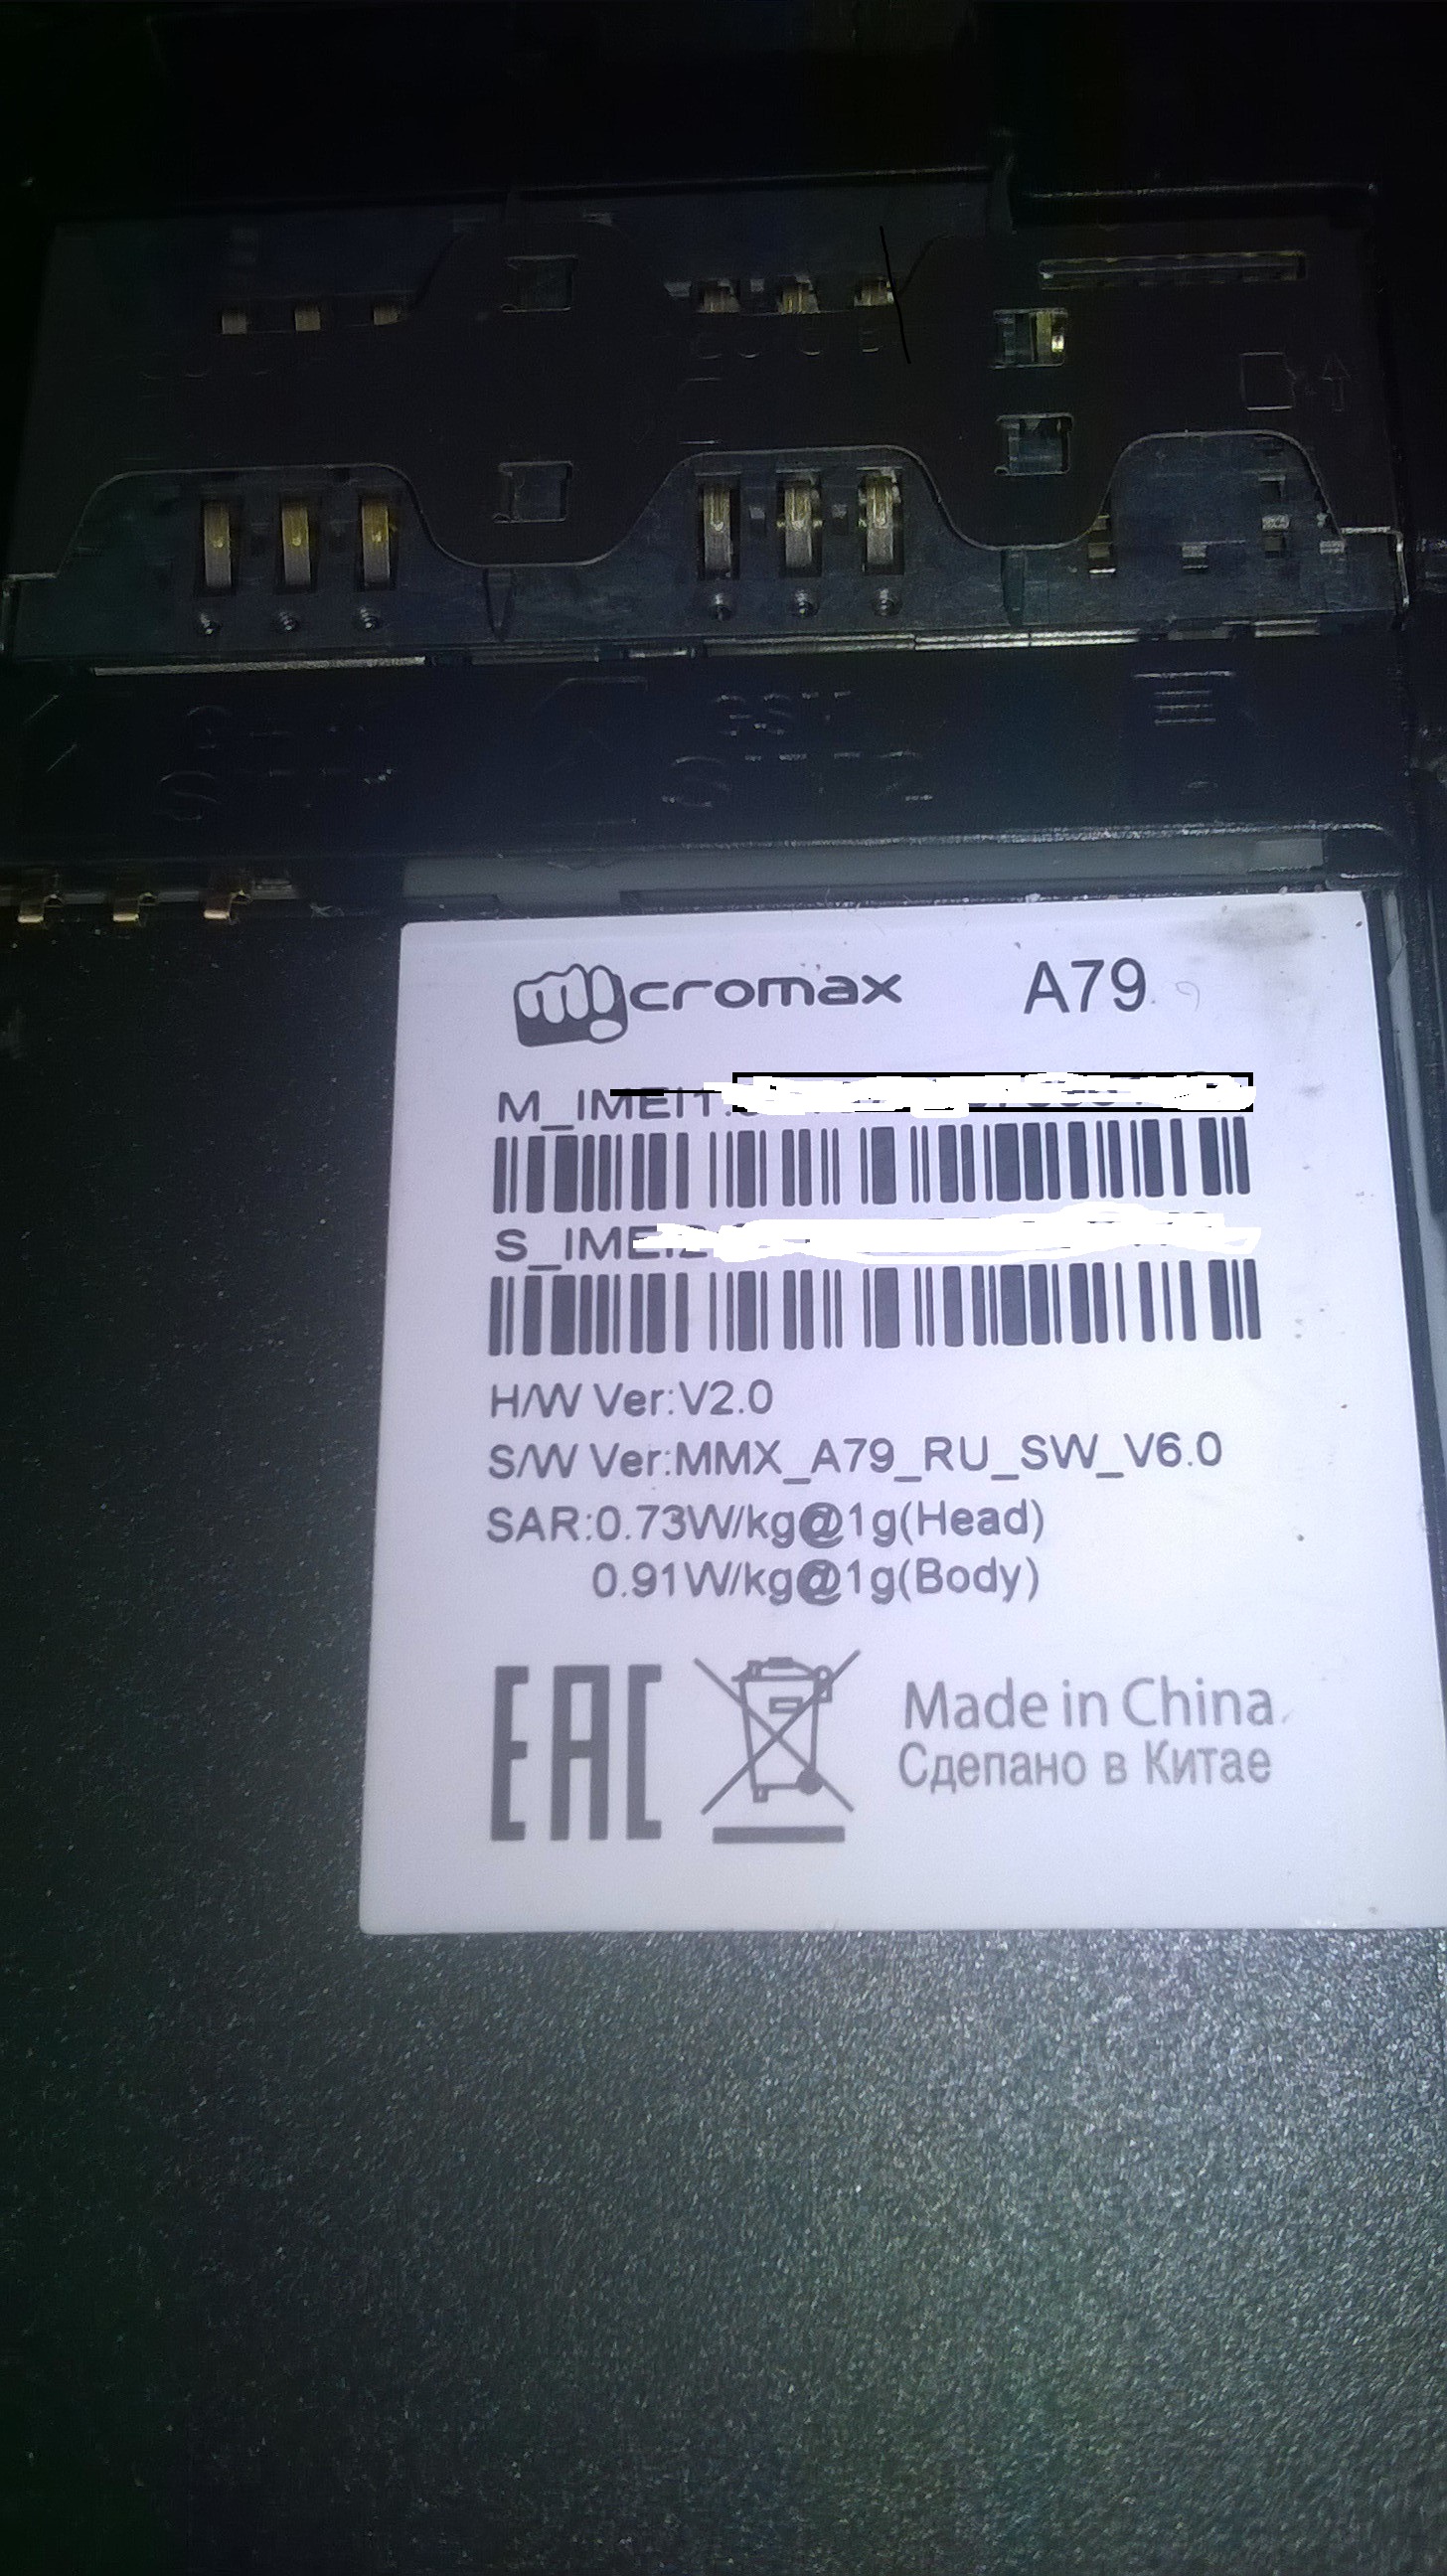 micromax A79
M_IMEI1:
S_IMEI2
H/W Ver:V2.0
S/W Ver:MMX_A79_RU_SW_V6.0
SAR:0.73W/kg@1g(Head)
0.91W/kg@1g(Body)
EAC
Made in China
Сделано в Китае